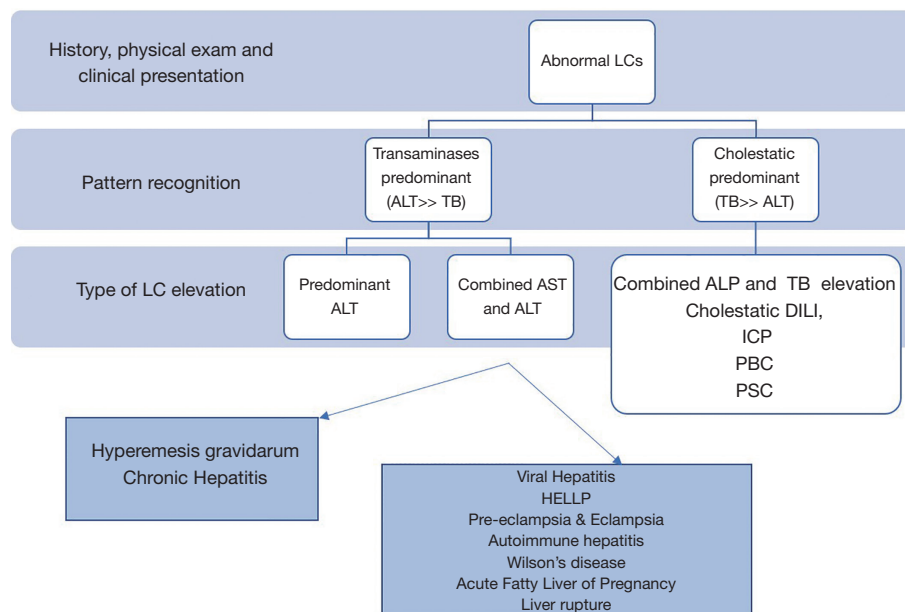 History, physical exam and
clinical presentation
Abnormal LCs
Pattern recognition
Transaminases
predominant
(ALT>> TB)
Cholestatic
predominant
(TB>> ALT)
Type of LC elevation
Predominant
ALT
Combined AST
and ALT
Combined ALP and TB elevation
Cholestatic DILI,
ICP
PBC
PSC
Hyperemesis gravidarum
Chronic Hepatitis
Viral Hepatitis
HELLP
Pre-eclampsia & Eclampsia
Autoimmune hepatitis
Wilson's disease
Acute Fatty Liver of Pregnancy
Liver rupture